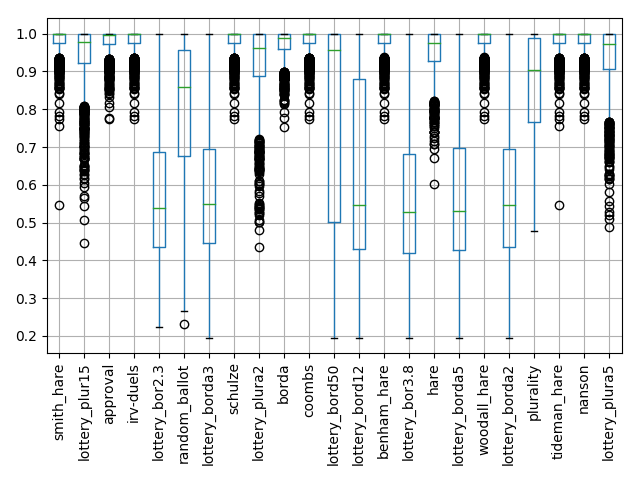 1.0
0.9
0.8
0.7
0.6
0.5
0.4
0.3
0.2
smith_hare
lottery_plur15
approval
irv-duels
lottery_bor2.3
random_ballot
lottery_borda3
schulze
lottery_plura2
borda
coombs
lottery_bord50
lottery_bord12
benham_hare
lottery_bor3.8
hare
lottery_borda5
woodall_hare
lottery_borda2
plurality
tideman_hare
nanson
lottery_plura5